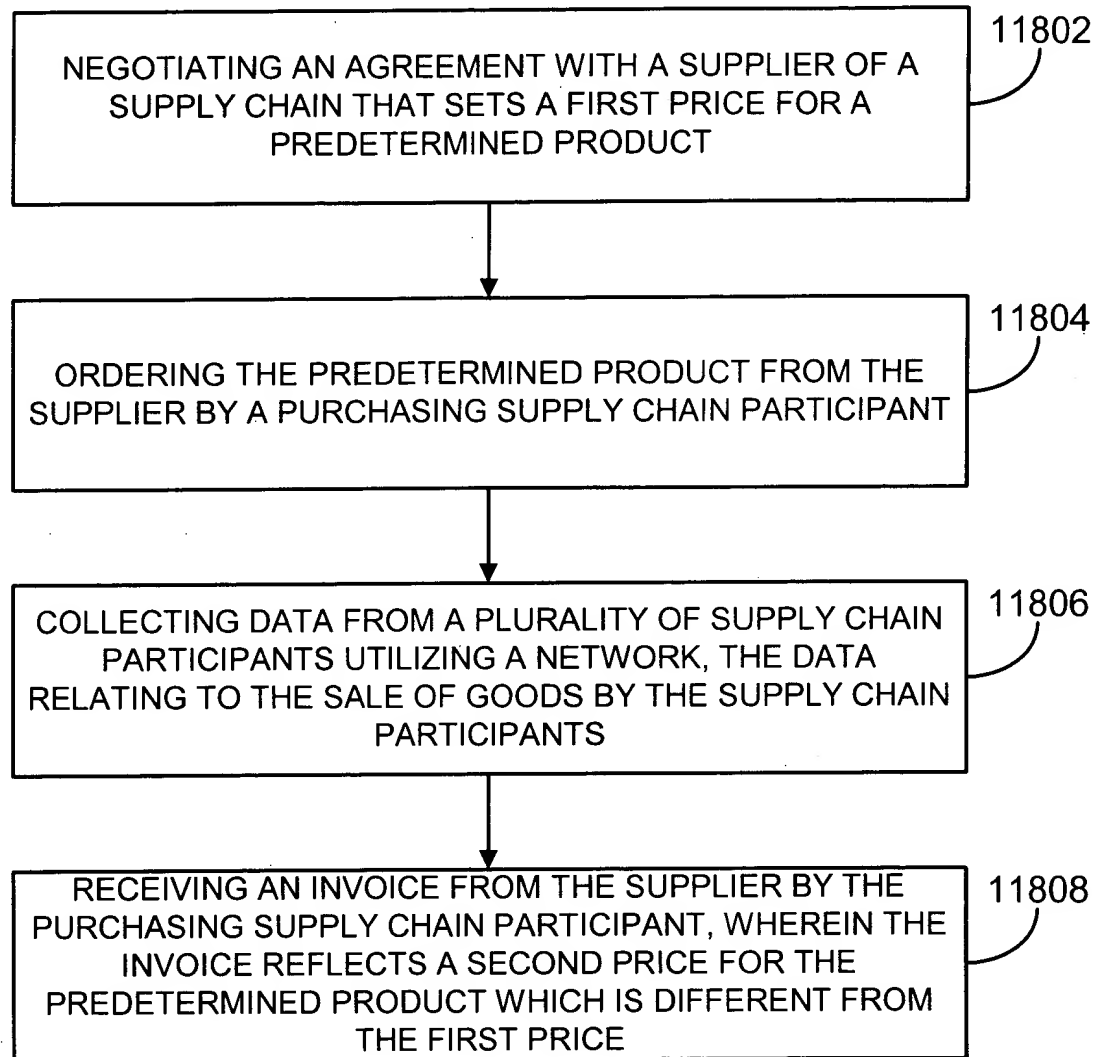 11802
NEGOTIATING AN AGREEMENT WITH A SUPPLIER OF A
SUPPLY CHAIN THAT SETS A FIRST PRICE FOR A
PREDETERMINED PRODUCT
11804
ORDERING THE PREDETERMINED PRODUCT FROM THE
SUPPLIER BY A PURCHASING SUPPLY CHAIN PARTICIPANT
11806
COLLECTING DATA FROM A PLURALITY OF SUPPLY CHAIN
PARTICIPANTS UTILIZING A NETWORK, THE DATA
RELATING TO THE SALE OF GOODS BY THE SUPPLY CHAIN
PARTICIPANTS
11808
RECEIVING AN INVOICE FROM THE SUPPLIER BY THE
PURCHASING SUPPLY CHAIN PARTICIPANT, WHEREIN THE
INVOICE REFLECTS A SECOND PRICE FOR THE
PREDETERMINED PRODUCT WHICH IS DIFFERENT FROM
THE FIRST PRICE